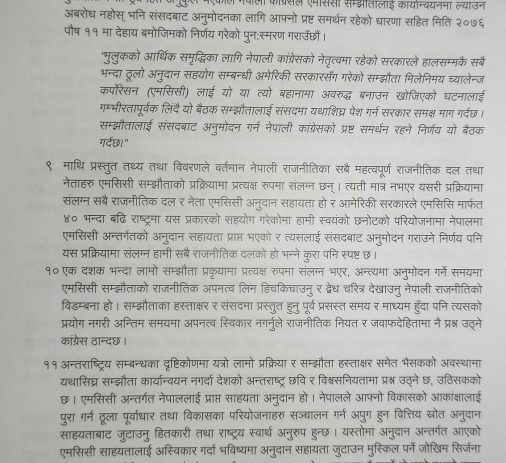 अबरोध नहोस् भनि संसदबाट अनुमोदनका लागि आफ्नो प्रष्ट समर्थन रहेको धारणा सहित मिति २०७६
पौष ११ मा देहाय बमोजिमको निर्णय गरेको पुन:स्मरण गराउँछौं ।
"मुलुकको आर्थिक समृद्धिका लागि नेपाली कांग्रेसको नेतृत्वमा रहेको सरकारले हालसम्मकै सबै
भन्दा ठूलो अनुदान सहयोग सम्बन्धी अमेरिकी सरकारसँग गरेको सम्झौता मिलेनियम च्यालेन्ज
कर्पोरेसन (एमसिसी) लाई यो या त्यो बहानामा अवरुद्ध बनाउन खोजिएको घटनालाई
गम्भीरतापूर्वक लिंदै यो बैठक सम्झौतालाई संसदमा यथाशिघ्र पेश गर्न सरकार समक्ष माग गर्दछ ।
सम्झौतालाई संसदबाट अनुमोदन गर्न नेपाली कांग्रेसको प्रष्ट समर्थन रहने निर्णय यो बैठक
गर्दछ।"
९ माथि प्रस्तुत तथ्य तथा विवरणले वर्तमान नेपाली राजनीतिका सबै महत्वपूर्ण राजनीतिक दल तथा
नेताहरु एमसिसी सम्झौताको प्रक्रियामा प्रत्यक्ष रुपमा संलग्न छन् । त्यती मात्र नभएर यसरी प्रक्रियामा
संलग्न सबै राजनीतिक दल र नेता एमसिसी अनुदान सहायता हो र आमेरिकी सरकारले एमसिसि मार्फत
४० भन्दा बढि राष्ट्रमा यस प्रकारको सहयोग गरेकोमा हामी स्वयंको छनोटको परियोजनामा नेपालमा
एमसिसी अन्तर्गतको अनुदान सहायता प्राप्त भएको र त्यसलाई संसदबाट अनुमोदन गराउने निर्णय पनि
यस प्रक्रियामा संलग्न हामी सबै राजनीतिक दलको हो भन्ने कुरा पनि स्पष्ट छ ।
१० एक दशक भन्दा लामो सम्झौता प्रकृयामा प्रत्यक्ष रुपमा संलग्न भएर, अन्त्यमा अनुमोदन गर्ने समयमा
एमसिसी सम्झौताको राजनीतिक अपनत्व लिन हिचकिचाउनु र द्वैध चरित्र देखाउनु नेपाली राजनीतिको
विडम्बना हो । सम्झौताका हस्ताक्षर र संसदमा प्रस्तुत हुनु पूर्व प्रसस्त समय र माध्यम हुँदा पनि त्यसको
प्रयोग नगरी अन्तिम समयमा अपनत्व स्विकार नगर्नुले राजनीतिक नियत र जवाफदेहितामा नै प्रश्न उठ्ने
कांग्रेस ठान्दछ ।
११ अन्तराष्ट्रिय सम्बन्धका दृष्टिकोणमा यत्रो लामो प्रक्रिया र सम्झौता हस्ताक्षर समेत भैसकको अवस्थामा
यथासिघ्र सम्झौता कार्यान्वयन नगर्दा देशको अन्तराष्ट्र छवि र विश्वसनियतामा प्रश्न उठ्ने छ, उठिसकको
छ । एमसिसी अन्तर्गत नेपाललाई प्राप्त साहयता अनुदान हो । नेपालले आफ्नो विकासको आकांक्षालाई
पुरा गर्न ठूला पूर्वाधार तथा विकासका परियोजनाहरु सञ्चालन गर्न अपुग हुन वित्तिय स्रोत अनुदान
साहयताबाट जुटाउनु हितकारी तथा राष्ट्रय स्वार्थ अनुरुप हुन्छ । यस्तोमा अनुदान अन्तर्गत आएको
एमसिसी साहयतालाई अस्विकार गर्दा भविष्यमा अनुदान सहायता जुटाउन मुस्किल पर्ने जोखिम सिर्जना